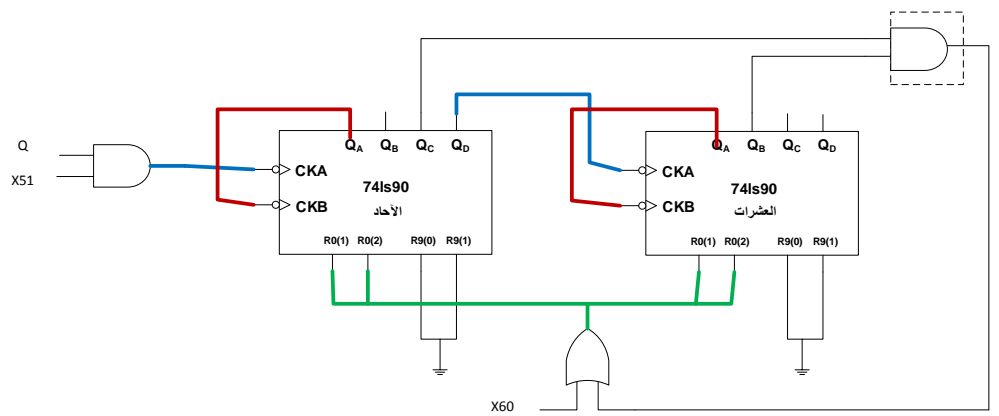 Q
X51
QA QB QC QD
CKA
74ls90
CKB
الآحاد
R0(1) R0(2) R9(0) R9(1)
QA QB QC QD
CKA
74ls90
CKB
العشرات
R0(1) R0(2) R9(0) R9(1)
X60